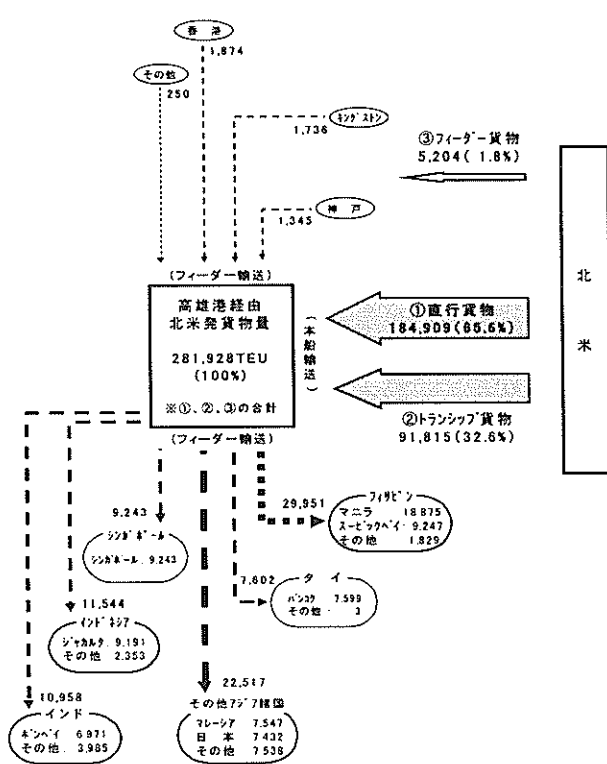 香 港
1,874
その他
250
キングストン
1,736
③フィーダー貨物
5,204( 1.8%)
神 戸
1,345
北 米
(フィーダー輸送)
高雄港経由
北米発貨物量
281,928TEU
(100%)
※①、②、③の合計
(本船輸送)
①直行貨物
184,909(65.6%)
②トランシップ貨物
91,815(32.6%)
(フィーダー輸送)
9.243
シンガポール
シンガポール. 9.243
29,951
フィリピン
マニラ 18.875
スービックベイ· 9.247
その他 1.829
7,602
タ イ
バンコク 7.599
その他· 3
11,544
インドネシア
ジャカルタ. 9.191
その他 2.353
22,517
その他アジア諸国
マレーシア 7.547
日 本 7432
その他 7538
10,958
インド
ボンベイ 6.971
その他. 3,985